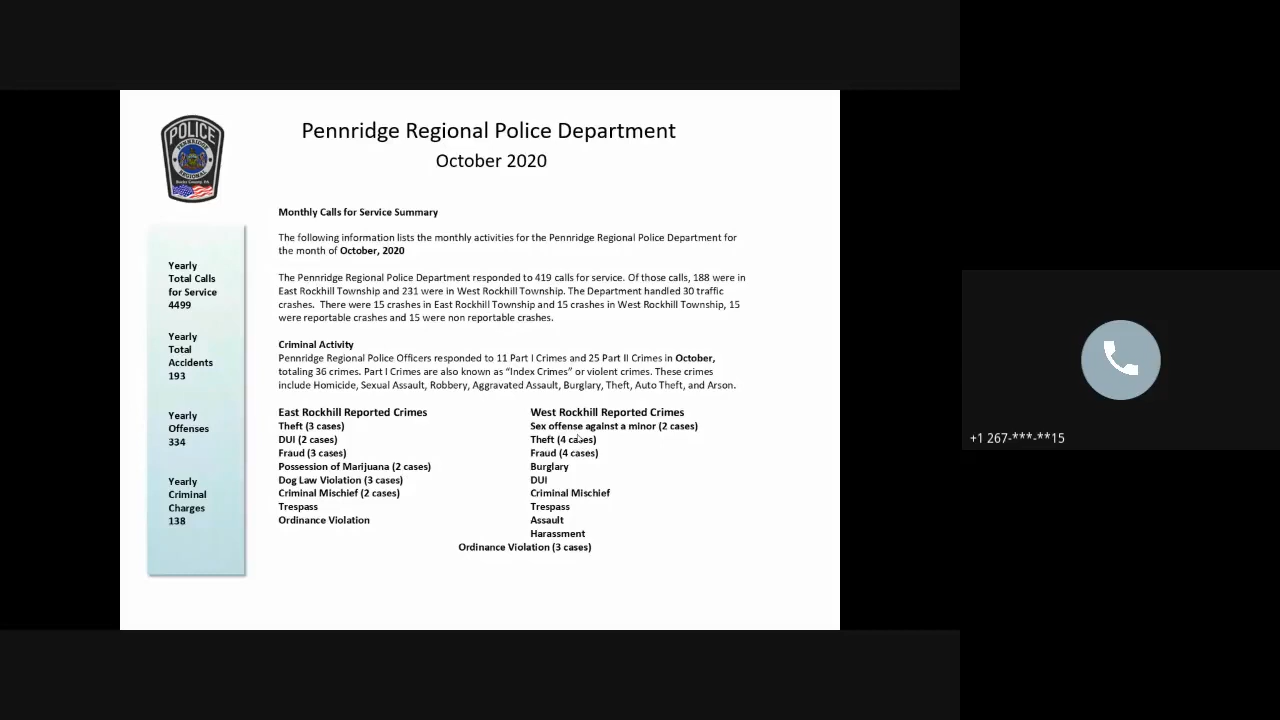 POLICE
PENNRIDGE
REGIONAL
Pennridge Regional Police Department
October 2020
Monthly Calls for Service Summary
The following information lists the monthly activities for the Pennridge Regional Police Department for
the month of October, 2020
The Pennridge Regional Police Department responded to 419 calls for service. Of those calls, 188 were in
East Rockhill Township and 231 were in West Rockhill Township. The Department handled 30 traffic
crashes. There were 15 crashes in East Rockhill Township and 15 crashes in West Rockhill Township, 15
were reportable crashes and 15 were non reportable crashes.
Criminal Activity
Pennridge Regional Police Officers responded to 11 Part I Crimes and 25 Part II Crimes in October,
totaling 36 crimes. Part I Crimes are also known as “Index Crimes” or violent crimes. These crimes
include Homicide, Sexual Assault, Robbery, Aggravated Assault, Burglary, Theft, Auto Theft, and Arson.
East Rockhill Reported Crimes
Theft (3 cases)
DUI (2 cases)
Fraud (3 cases)
Possession of Marijuana (2 cases)
Dog Law Violation (3 cases)
Criminal Mischief (2 cases)
Trespass
Ordinance Violation
West Rockhill Reported Crimes
Sex offense against a minor (2 cases)
Theft (4 cases)
Fraud (4 cases)
Burglary
DUI
Criminal Mischief
Trespass
Assault
Harassment
Ordinance Violation (3 cases)
Yearly
Total Calls
for Service
4499
Yearly
Total
Accidents
193
Yearly
Offenses
334
Yearly
Criminal
Charges
138
+1 267-***-**15